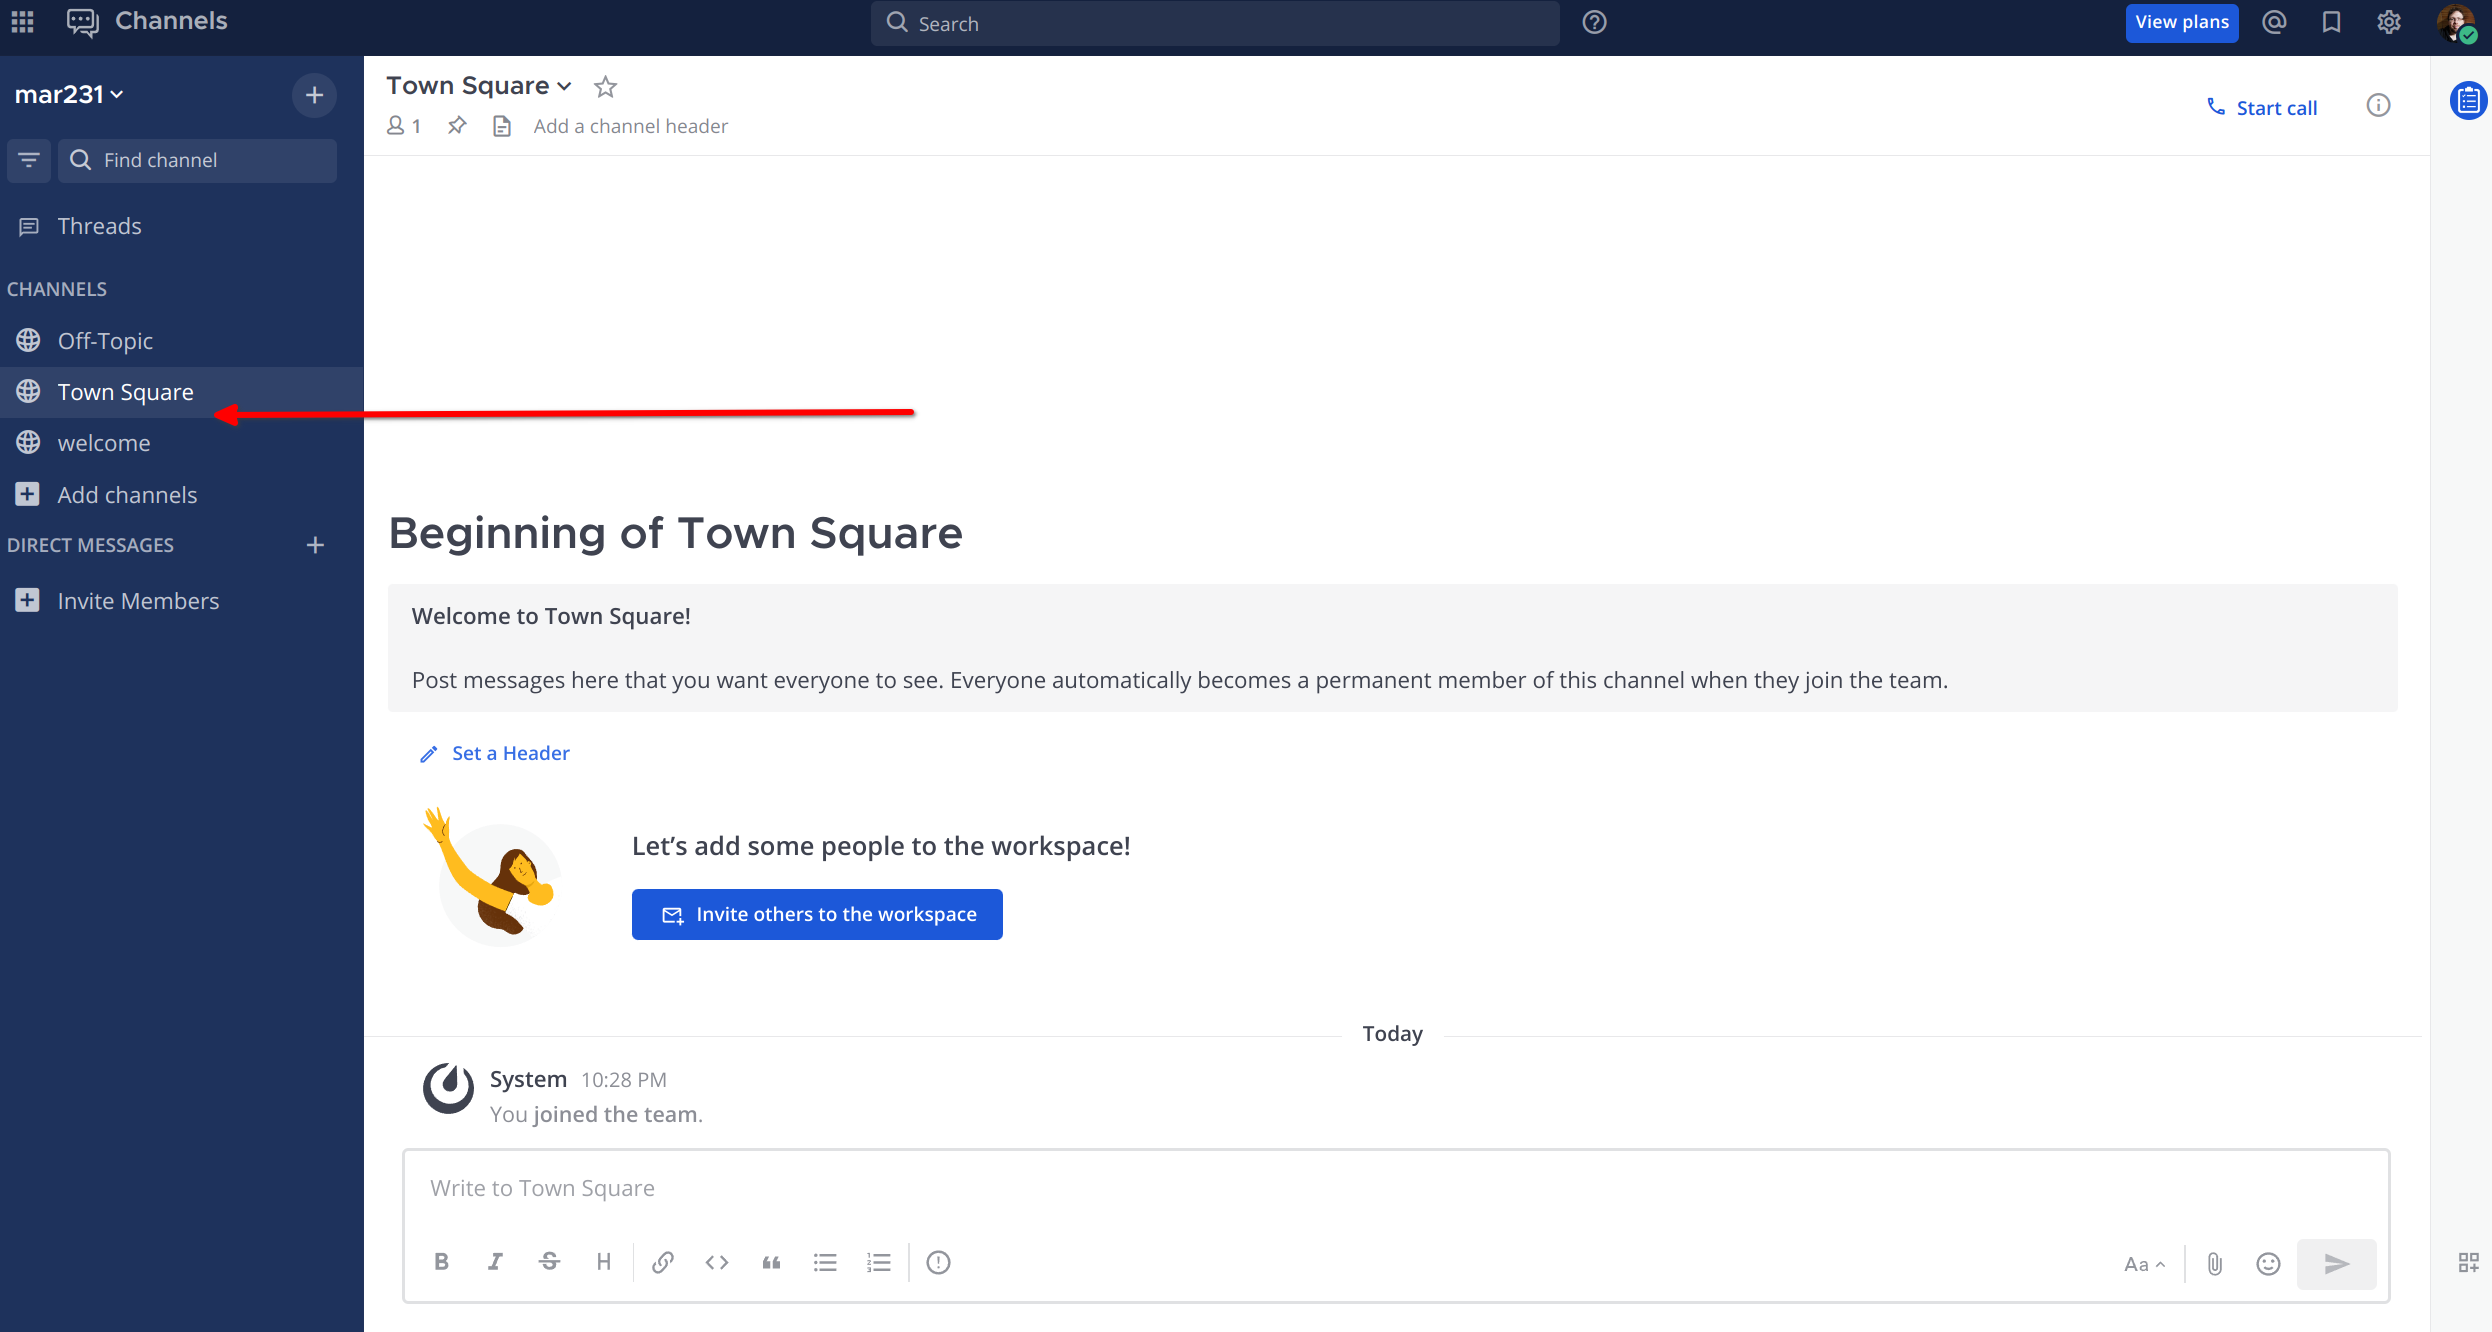 Channels
Search
View plans
mar231
Find channel
Threads
CHANNELS
Off-Topic
Town Square
welcome
Add channels
DIRECT MESSAGES
Invite Members
Town Square
1
Add a channel header
Start call
Beginning of Town Square
Welcome to Town Square!
Post messages here that you want everyone to see. Everyone automatically becomes a permanent member of this channel when they join the team.
Set a Header
Let’s add some people to the workspace!
Invite others to the workspace
Today
System 10:28 PM
You joined the team.
Write to Town Square
B I S H
Aa